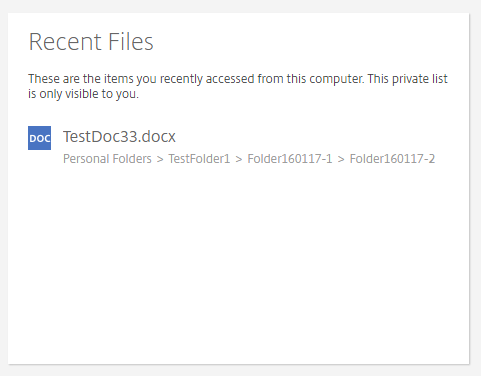 Recent Files
These are the items you recently accessed from this computer. This private list
is only visible to you.
DOC
TestDoc33.docx
Personal Folders > TestFolder1 > Folder160117-1 > Folder160117-2